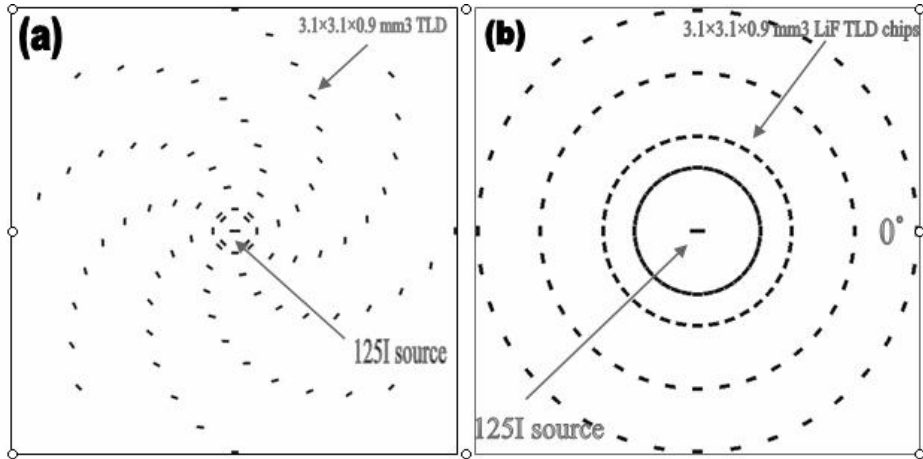 (a)
3.1×3.1×0.9 mm3 TLD
125I source
(b)
3.1×3.1×0.9 mm3 LiF TLD chips
0°
125I source